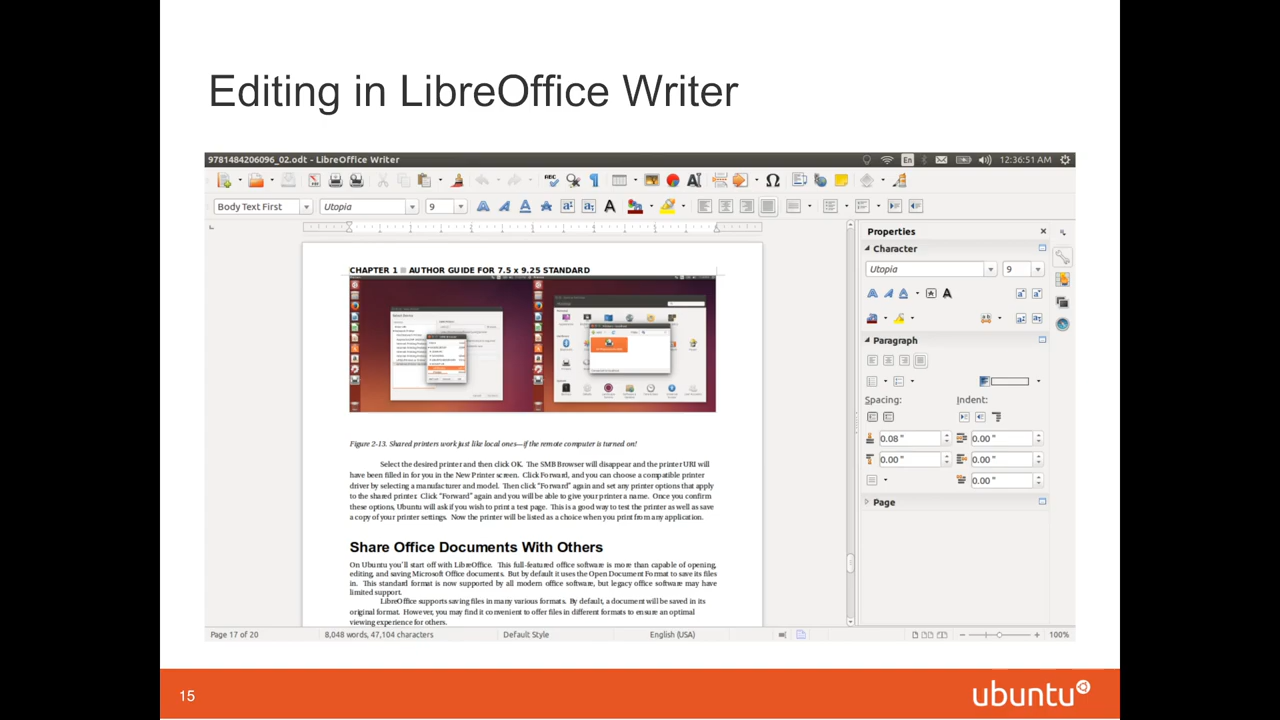 Editing in LibreOffice Writer
9781484206096_02.odt - LibreOffice Writer
En
12:36:51 AM
Body Text First
Utopia
9
Properties
Character
Utopia
9
Paragraph
Spacing:
Indent:
0.08 "
0.00 "
0.00 "
0.00 "
0.00 "
Page
CHAPTER 1 AUTHOR GUIDE FOR 7.5 x 9.25 STANDARD
Figure 2-13. Shared printers work just like local ones—if the remote computer is turned on!
Select the desired printer and then click OK. The SMB Browser will disappear and the printer URI will
have been filled in for you in the New Printer screen. Click Forward, and you can choose a compatible printer
driver by selecting a manufacturer and model. Then click "Forward" again and set any printer options that apply
to the shared printer. Click "Forward" again and you will be able to give your printer a name. Once you confirm
these options, Ubuntu will ask if you wish to print a test page. This is a good way to test the printer as well as save
a copy of your printer settings. Now the printer will be listed as a choice when you print from any application.
Share Office Documents With Others
On Ubuntu you'll start off with LibreOffice. This full-featured office software is more than capable of opening,
editing, and saving Microsoft Office documents. But by default it uses the Open Document Format to save its files
in. This standard format is now supported by all modern office software, but legacy office software may have
limited support.
LibreOffice supports saving files in many various formats. By default, a document will be saved in its
original format. However, you may find it convenient to offer files in different formats to ensure an optimal
viewing experience for others.
Page 17 of 20
8,048 words, 47,104 characters
Default Style
English (USA)
100%
15
ubuntu